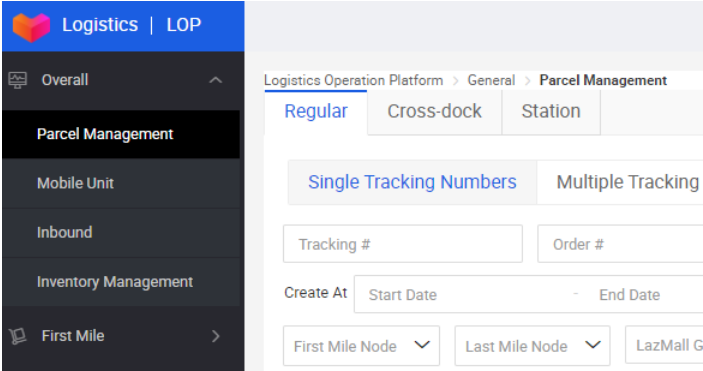 Logistics | LOP
Overall
Parcel Management
Mobile Unit
Inbound
Inventory Management
First Mile
Logistics Operation Platform > General > Parcel Management
Regular Cross-dock Station
Single Tracking Numbers Multiple Tracking
Tracking # Order #
Create At Start Date - End Date
First Mile Node Last Mile Node LazMall G